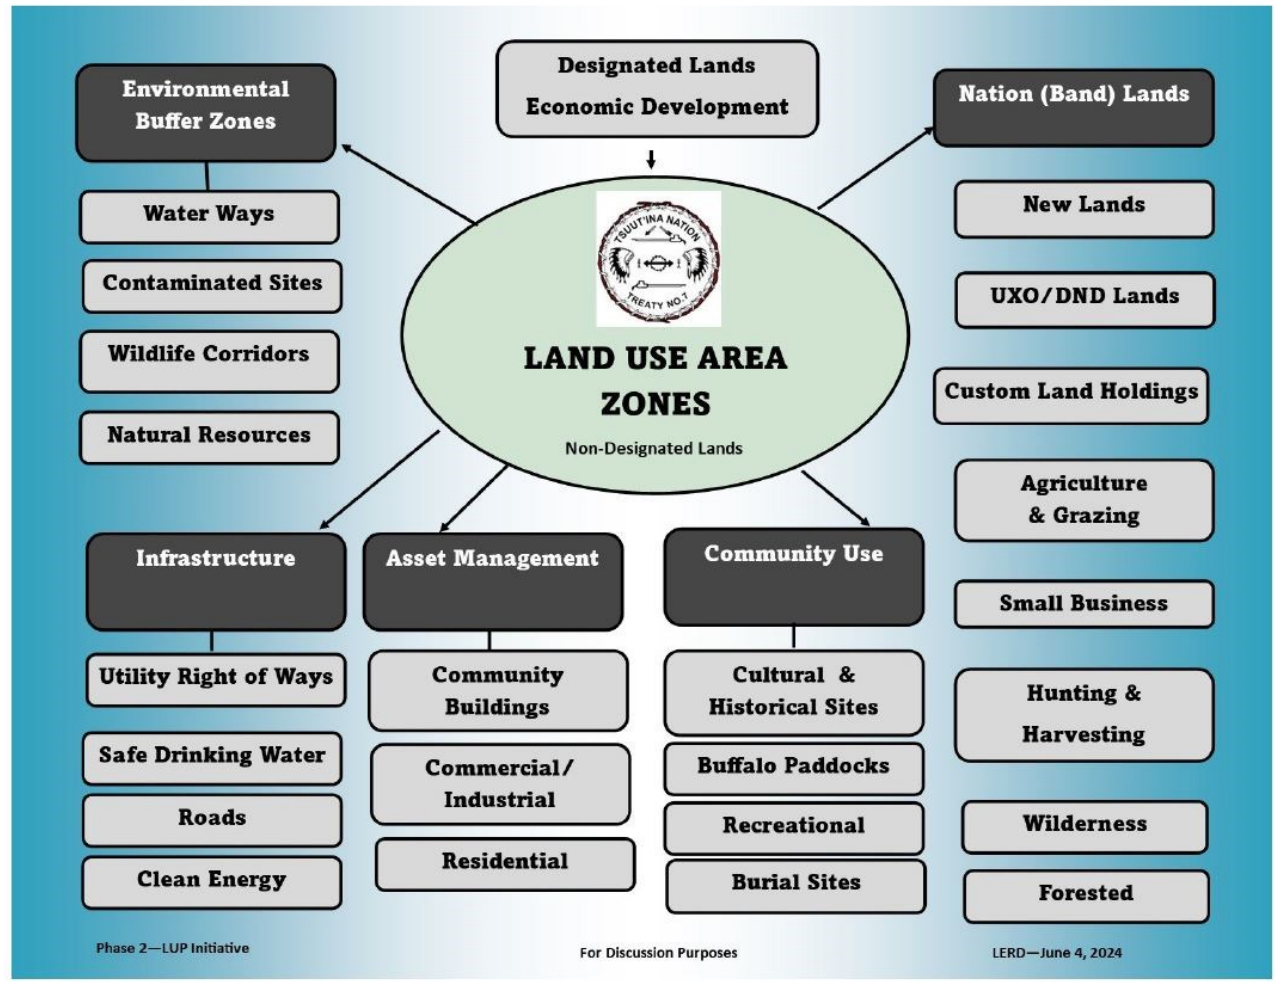 Designated Lands
Economic Development
Environmental
Buffer Zones
Water Ways
Contaminated Sites
Wildlife Corridors
Natural Resources
TSUUT'INA NATION
TREATY NO.7
LAND USE AREA
ZONES
Non-Designated Lands
Nation (Band) Lands
New Lands
UXO/DND Lands
Custom Land Holdings
Agriculture
& Grazing
Small Business
Hunting &
Harvesting
Wilderness
Forested
Infrastructure
Utility Right of Ways
Safe Drinking Water
Roads
Clean Energy
Asset Management
Community
Buildings
Commercial/
Industrial
Residential
Community Use
Cultural &
Historical Sites
Buffalo Paddocks
Recreational
Burial Sites
Phase 2—LUP Initiative
For Discussion Purposes
LERD—June 4, 2024